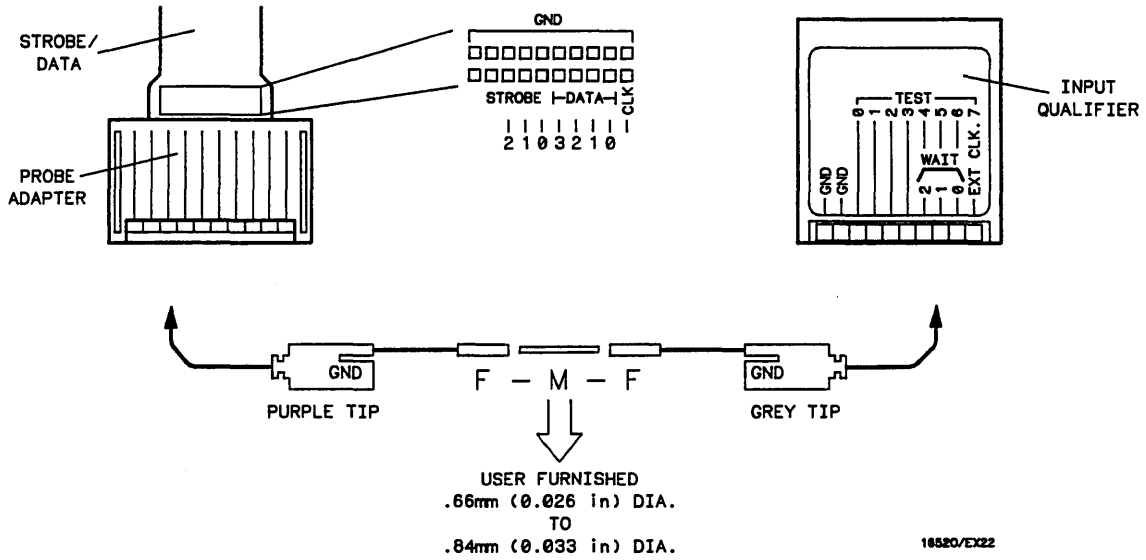 STROBE/
DATA
GND
STROBE ⊢DATA⊣ CLK
2 1 0 3 2 1 0
PROBE
ADAPTER
INPUT
QUALIFIER
TEST
0 1 2 3 4 5 6 7
WAIT
GND GND 2 1 0 EXT CLK.
GND
PURPLE TIP
F - M - F
GND
GREY TIP
USER FURNISHED
.66mm (0.026 in) DIA.
TO
.84mm (0.033 in) DIA.
16520/EX22